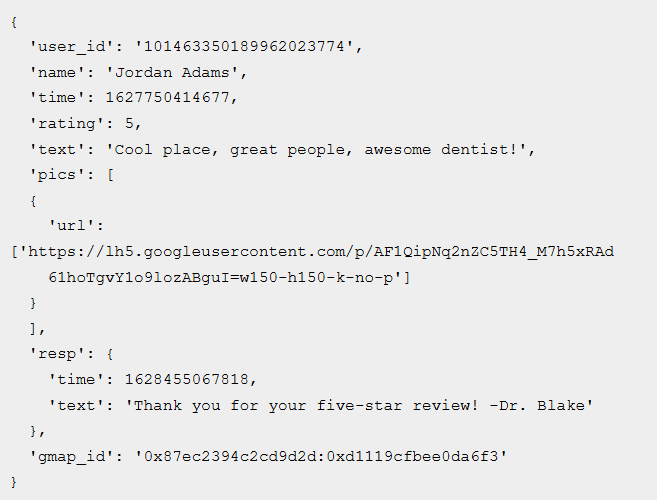 {
'user_id': '101463350189962023774',
'name': 'Jordan Adams',
'time': 1627750414677,
'rating': 5,
'text': 'Cool place, great people, awesome dentist!',
'pics': [
{
'url':
['https://lh5.googleusercontent.com/p/AF1QipNq2nZC5TH4_M7h5xRAd
61hoTgvY1o9lozABguI=w150-h150-k-no-p']
}
],
'resp': {
'time': 1628455067818,
'text': 'Thank you for your five-star review! -Dr. Blake'
},
'gmap_id': '0x87ec2394c2cd9d2d:0xd1119cfbee0da6f3'
}